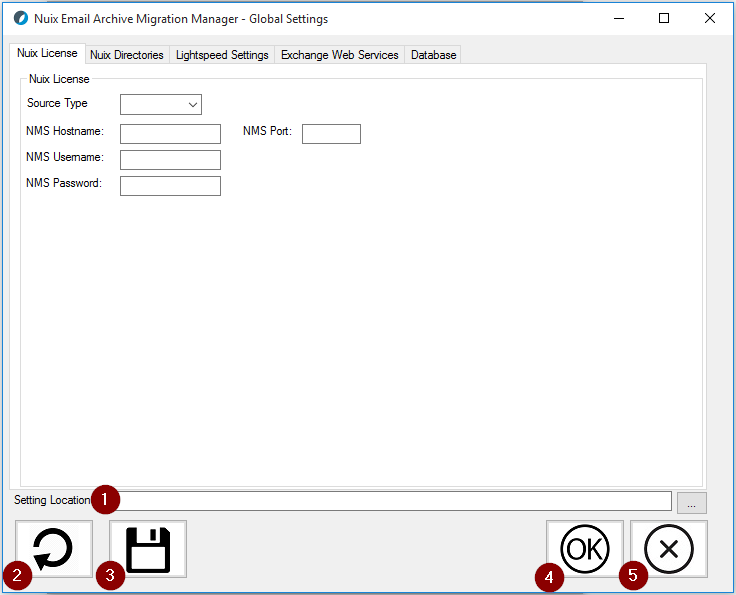 Nuix Email Archive Migration Manager - Global Settings
Nuix License Nuix Directories Lightspeed Settings Exchange Web Services Database
Nuix License
Source Type
NMS Hostname: NMS Port:
NMS Username:
NMS Password:
Setting Location 1 ...
OK
2 3 4 5